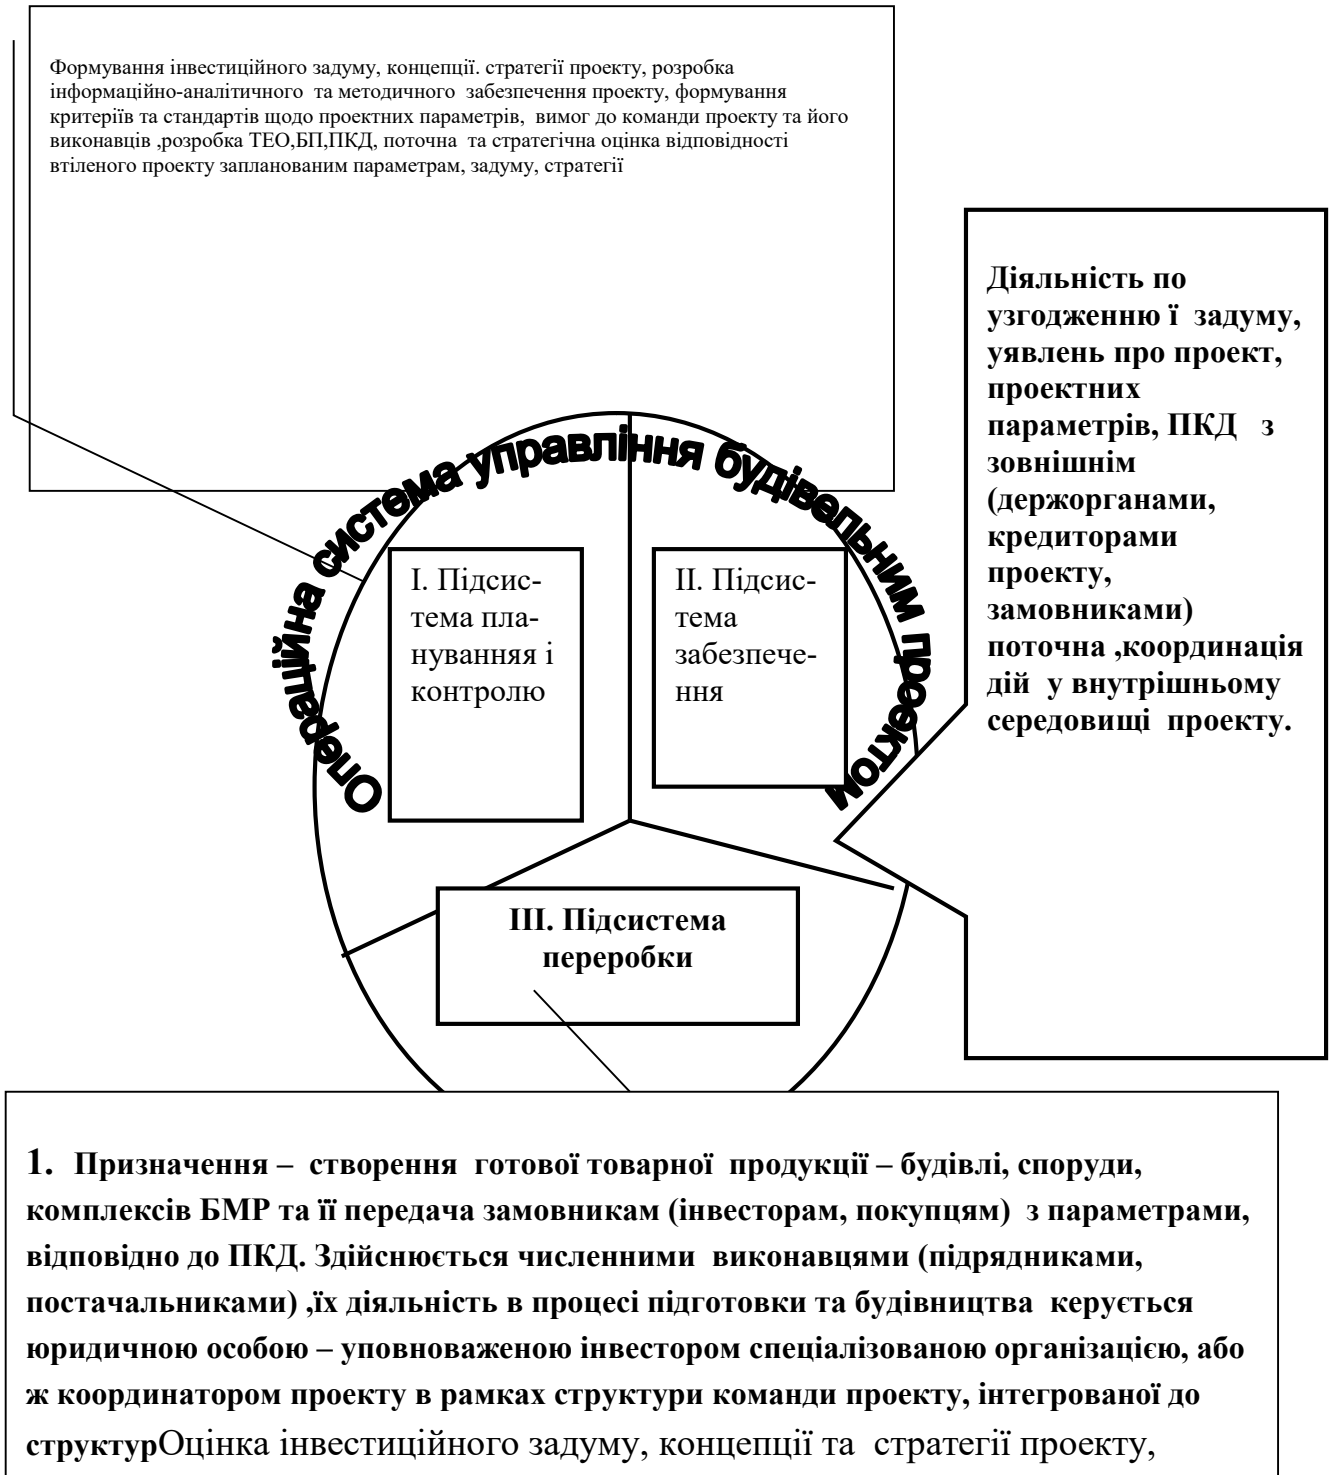 Формування інвестиційного задуму, концепції. стратегії проекту, розробка
інформаційно-аналітичного та методичного забезпечення проекту, формування
критеріїв та стандартів щодо проектних параметрів, вимог до команди проекту та його
виконавців ,розробка ТЕО,БП,ПКД, поточна та стратегічна оцінка відповідності
втіленого проекту запланованим параметрам, задуму, стратегії
Операційна система управління будівельним проектом
І. Підсис-
тема пла-
нуванняя і
контролю
ІІ. Підсис-
тема
забезпече-
ння
Діяльність по
узгодженню ї задуму,
уявлень про проект,
проектних
параметрів, ПКД з
зовнішнім
(держорганами,
кредиторами
проекту,
замовниками)
поточна ,координація
дій у внутрішньому
середовищі проекту.
ІІІ. Підсистема
переробки
1. Призначення – створення готової товарної продукції – будівлі, споруди,
комплексів БМР та її передача замовникам (інвесторам, покупцям) з параметрами,
відповідно до ПКД. Здійснюється численними виконавцями (підрядниками,
постачальниками) ,їх діяльність в процесі підготовки та будівництва керується
юридичною особою – уповноваженою інвестором спеціалізованою організацією, або
ж координатором проекту в рамках структури команди проекту, інтегрованої до
структурОцінка інвестиційного задуму, концепції та стратегії проекту,